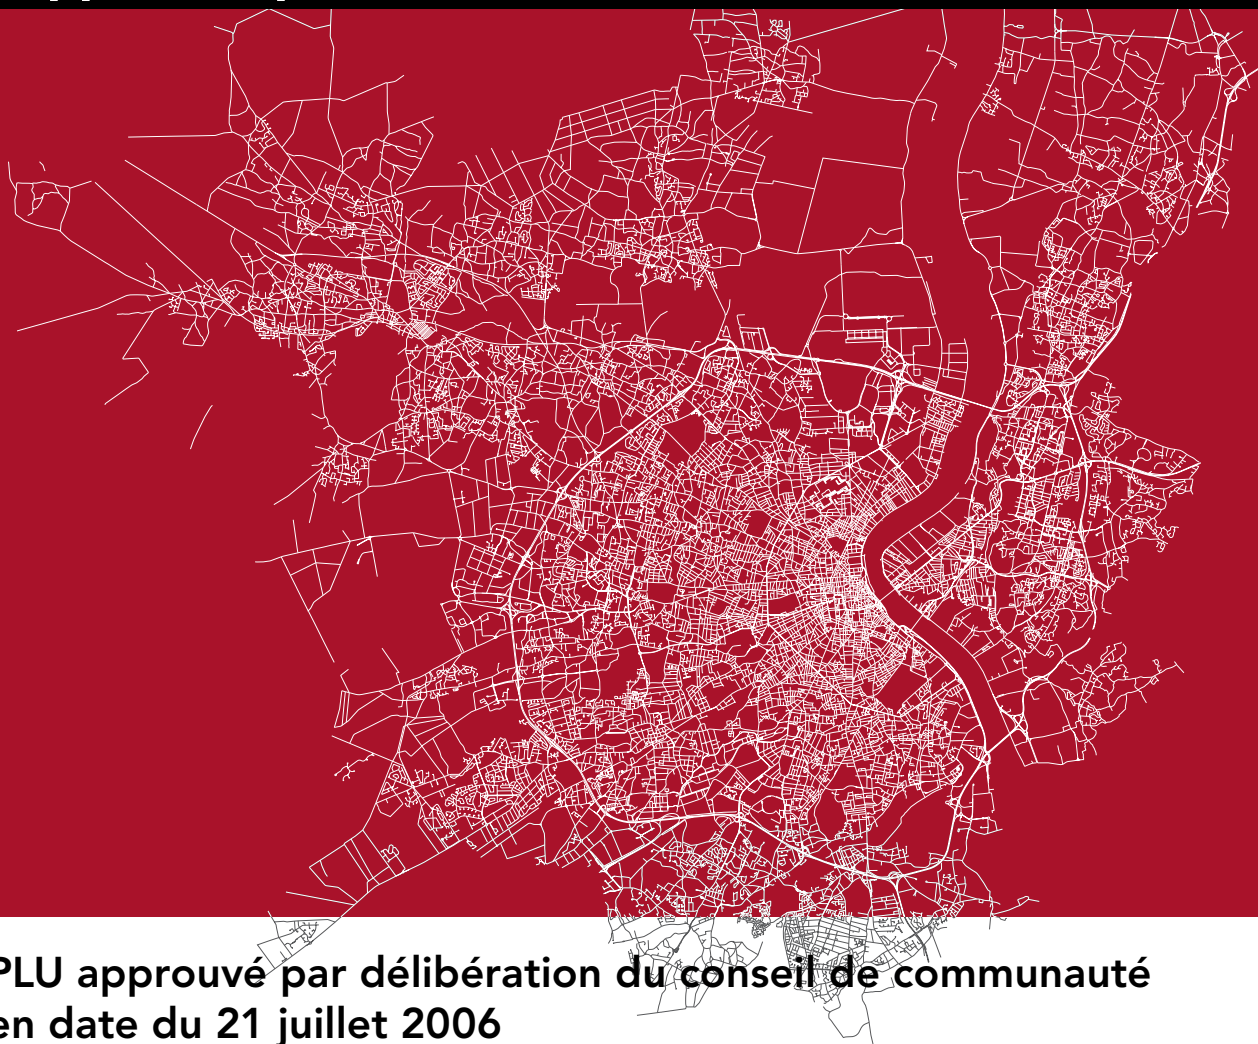 PLU approuvé par délibération du conseil de communauté
en date du 21 juillet 2006